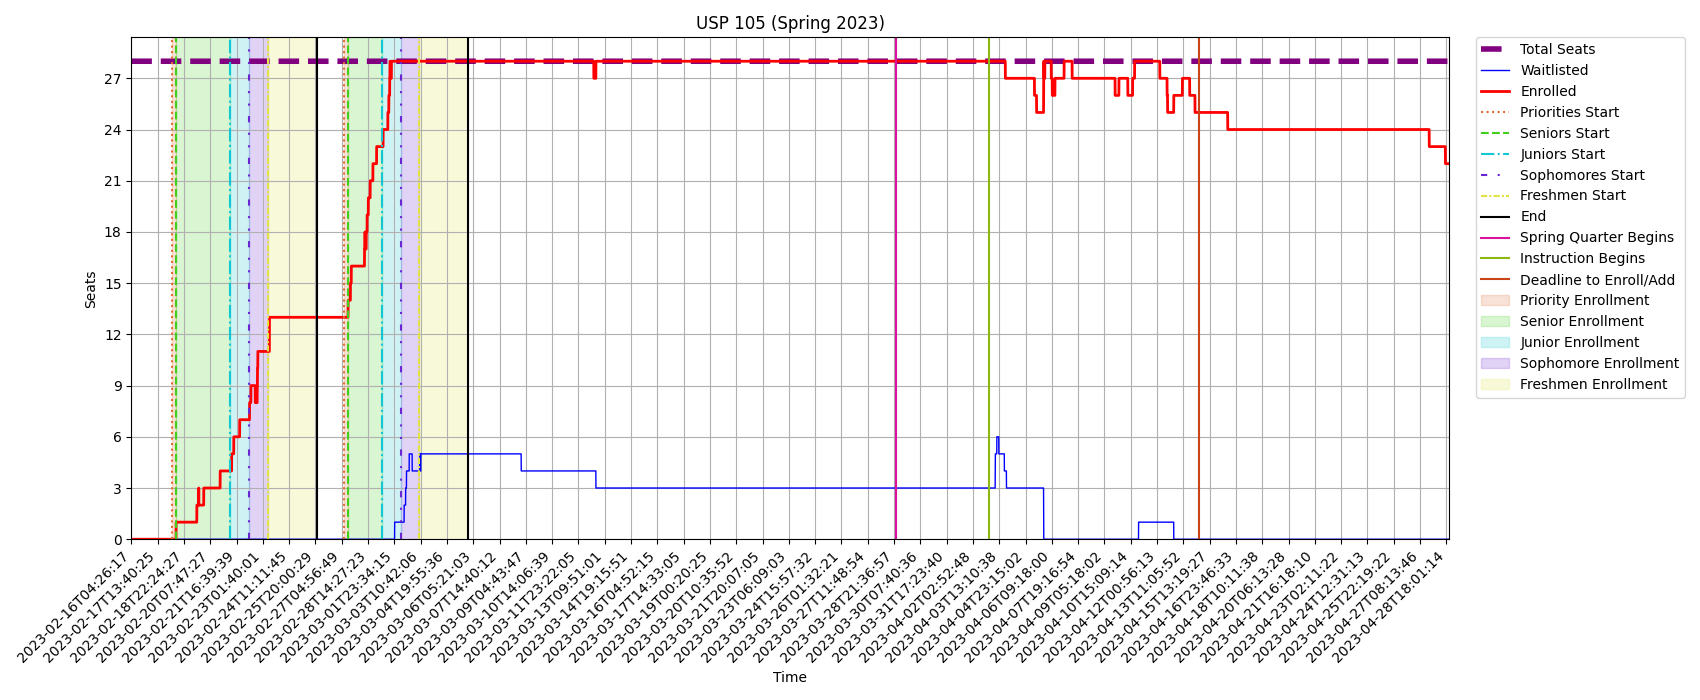 USP 105 (Spring 2023)
Seats
27
24
21
18
15
12
9
6
3
0
2023-02-16T04:26:17
2023-02-17T13:40:25
2023-02-18T22:24:27
2023-02-20T07:47:27
2023-02-21T16:39:39
2023-02-23T01:40:01
2023-02-24T11:11:45
2023-02-25T20:00:29
2023-02-27T04:56:49
2023-02-28T14:27:23
2023-03-01T23:34:15
2023-03-03T10:42:06
2023-03-04T19:55:36
2023-03-06T05:21:03
2023-03-07T14:40:12
2023-03-09T04:43:47
2023-03-10T14:06:39
2023-03-11T23:22:05
2023-03-13T09:51:01
2023-03-14T19:15:51
2023-03-16T04:52:15
2023-03-17T14:33:05
2023-03-19T00:20:25
2023-03-20T10:35:52
2023-03-21T20:07:05
2023-03-23T06:09:03
2023-03-24T15:57:32
2023-03-26T01:32:21
2023-03-27T11:48:54
2023-03-28T21:36:57
2023-03-30T07:40:36
2023-03-31T17:23:40
2023-04-02T02:52:48
2023-04-03T13:10:38
2023-04-04T23:15:02
2023-04-06T09:18:00
2023-04-07T19:16:54
2023-04-09T05:18:02
2023-04-10T15:09:14
2023-04-12T00:56:13
2023-04-13T11:05:52
2023-04-15T13:19:27
2023-04-16T23:46:33
2023-04-18T10:11:38
2023-04-20T06:13:28
2023-04-21T16:18:10
2023-04-23T02:11:22
2023-04-24T12:31:13
2023-04-25T22:19:22
2023-04-27T08:13:46
2023-04-28T18:01:14
Time
Total Seats
Waitlisted
Enrolled
Priorities Start
Seniors Start
Juniors Start
Sophomores Start
Freshmen Start
End
Spring Quarter Begins
Instruction Begins
Deadline to Enroll/Add
Priority Enrollment
Senior Enrollment
Junior Enrollment
Sophomore Enrollment
Freshmen Enrollment